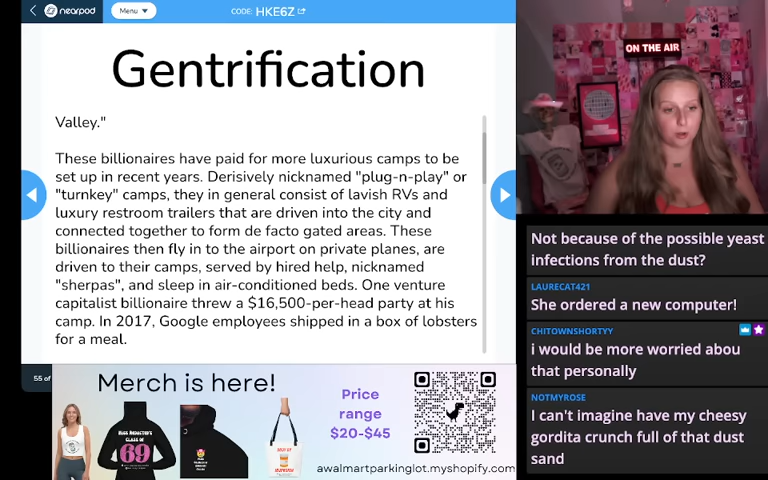 nearpod
Menu
CODE: HKE6Z
ON THE AIR
Gentrification
Valley."
These billionaires have paid for more luxurious camps to be
set up in recent years. Derisively nicknamed "plug-n-play" or
"turnkey" camps, they in general consist of lavish RVs and
luxury restroom trailers that are driven into the city and
connected together to form de facto gated areas. These
billionaires then fly in to the airport on private planes, are
driven to their camps, served by hired help, nicknamed
"sherpas", and sleep in air-conditioned beds. One venture
capitalist billionaire threw a $16,500-per-head party at his
camp. In 2017, Google employees shipped in a box of lobsters
for a meal.
55 of
Merch is here!
Price
range
$20-$45
CLASS OF
69
awalmartparkinglot.myshopify.com
Not because of the possible yeast
infections from the dust?
LAURECAT421
She ordered a new computer!
CHITOWNSHORTYY
i would be more worried abou
that personally
NOTMYROSE
I can't imagine have my cheesy
gordita crunch full of that dust
sand